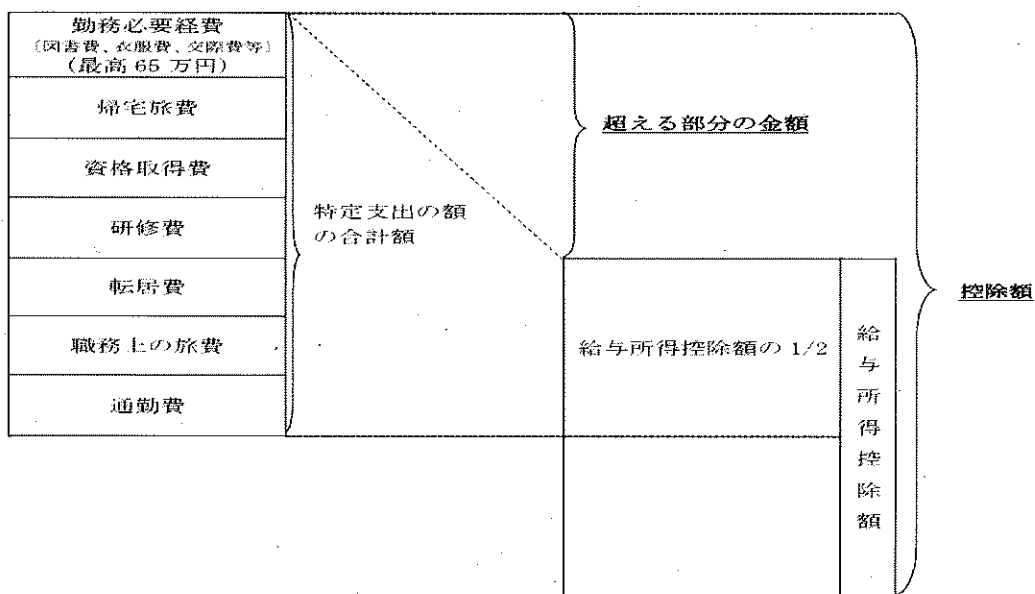 勤務必要経費
〔図書費、衣服費、交際費等〕
(最高 65 万円)
帰宅旅費
資格取得費
研修費
転居費
職務上の旅費
通勤費
特定支出の額
の合計額
超える部分の金額
給与所得控除額の 1/2
給与所得控除額
控除額